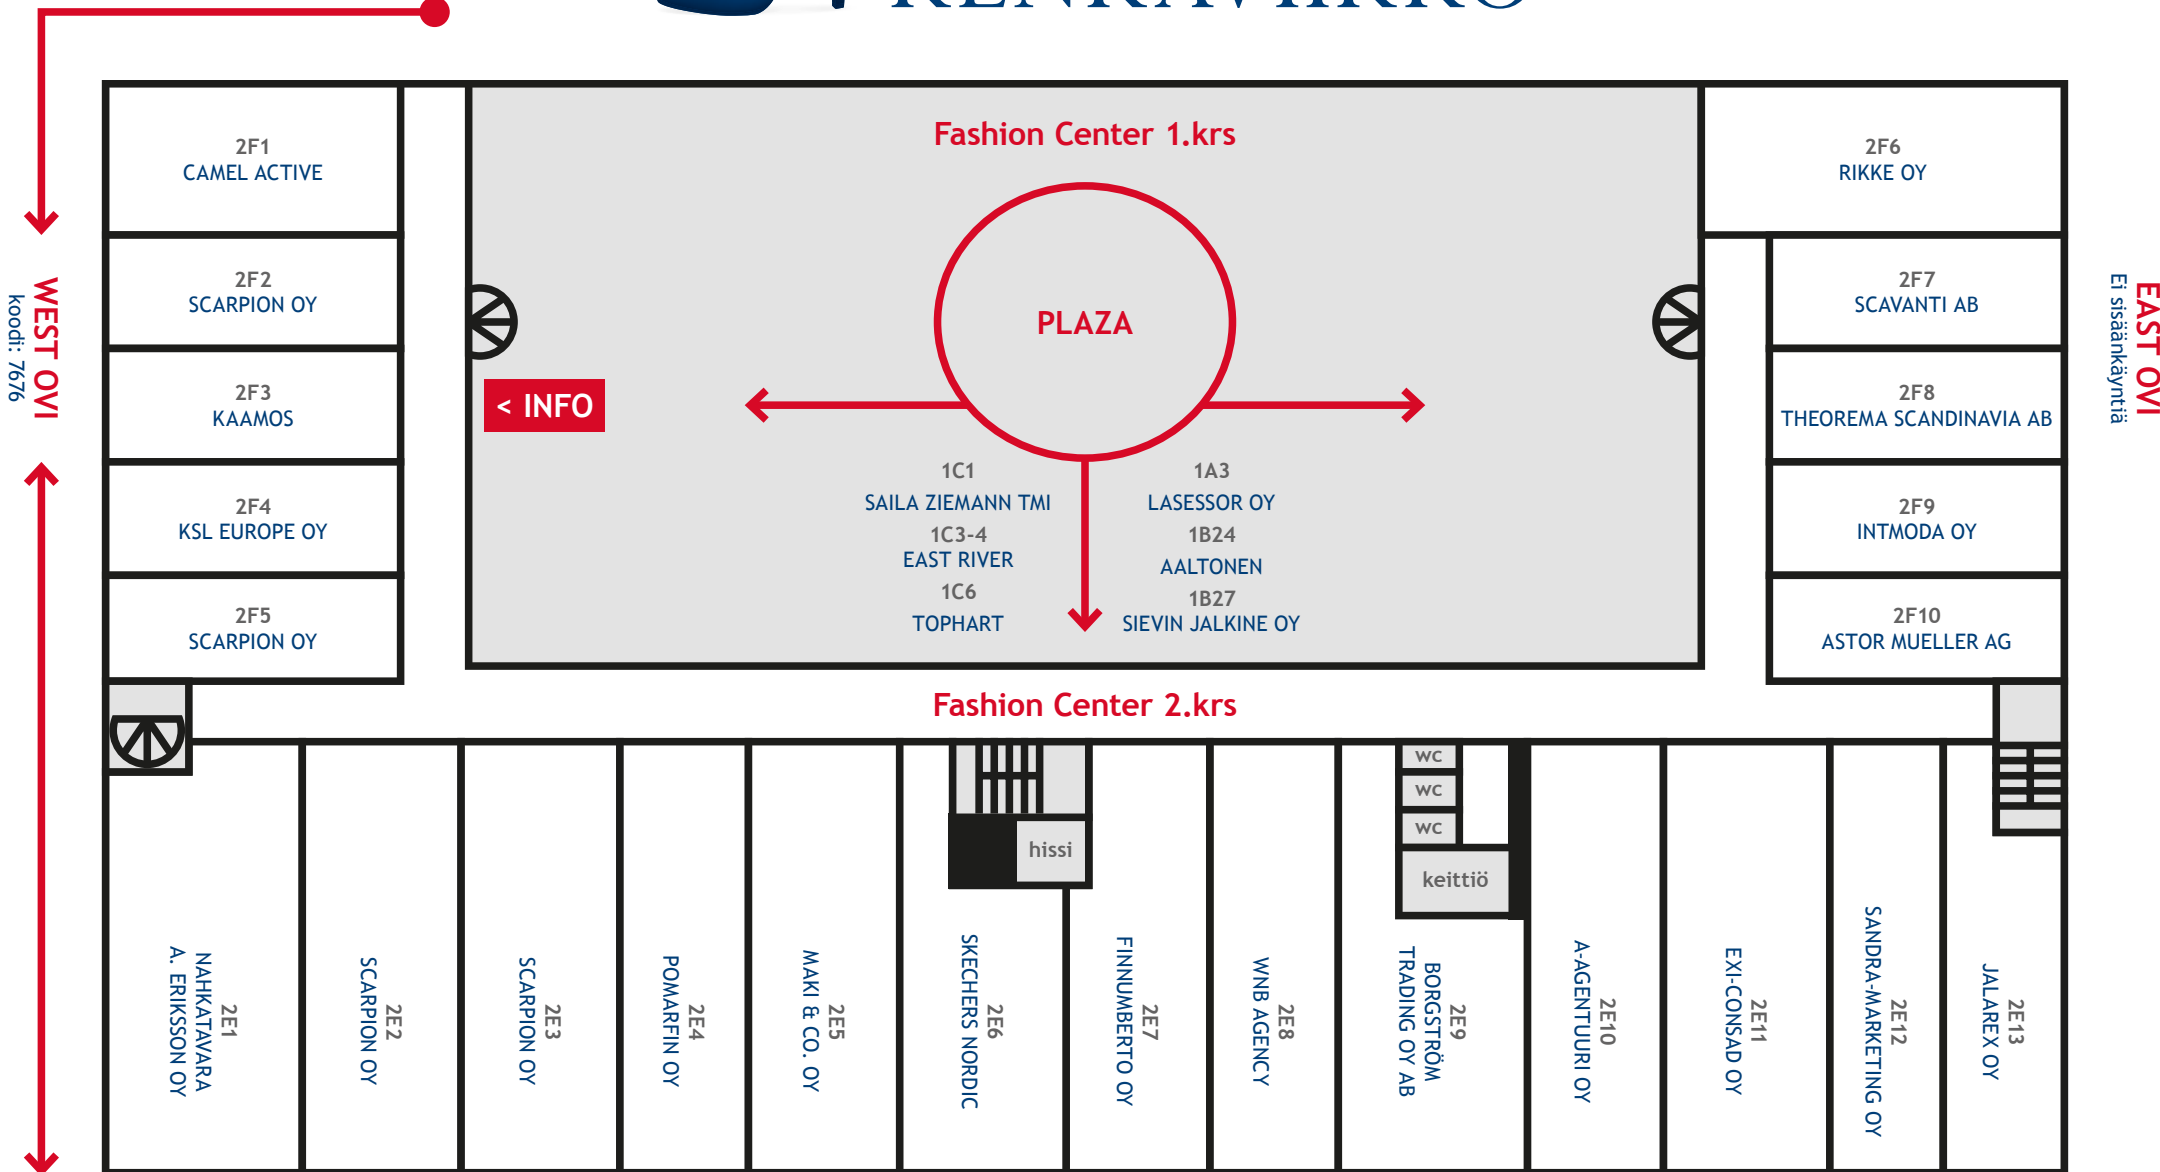 KENKÄVIIKKO
Fashion Center 1.krs
2F1
CAMEL ACTIVE
2F2
SCARPION OY
2F3
KAAMOS
2F4
KSL EUROPE OY
2F5
SCARPION OY
WEST OVI
koodi: 7676
PLAZA
< INFO
1C1
SAILA ZIEMANN TMI
1C3-4
EAST RIVER
1C6
TOPHART
1A3
LASESSOR OY
1B24
AALTONEN
1B27
SIEVIN JALKINE OY
2F6
RIKKE OY
2F7
SCAVANTI AB
2F8
THEOREMA SCANDINAVIA AB
2F9
INTMODA OY
2F10
ASTOR MUELLER AG
EAST OVI
Ei sisäänkäyntiä
Fashion Center 2.krs
wc
wc
wc
hissi
keittiö
2E1
NAHKATAVARA
A. ERIKSSON OY
2E2
SCARPION OY
2E3
SCARPION OY
2E4
POMARFIN OY
2E5
MAKI & CO. OY
2E6
SKECHERS NORDIC
2E7
FINNUMBERTO OY
2E8
WNB AGENCY
2E9
BORGSTRÖM
TRADING OY AB
2E10
A-AGENTUURI OY
2E11
EXI-CONSAD OY
2E12
SANDRA-MARKETING OY
2E13
JALAREX OY